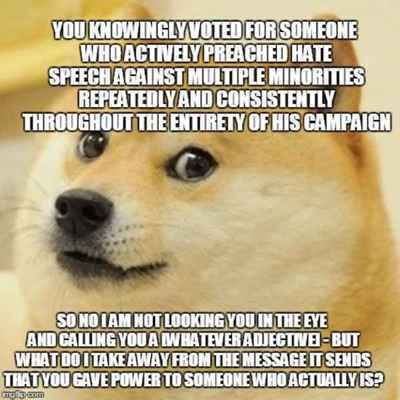 YOU KNOWINGLY VOTED FOR SOMEONE
WHO ACTIVELY PREACHED HATE
SPEECH AGAINST MULTIPLE MINORITIES
REPEATEDLY AND CONSISTENTLY
THROUGHOUT THE ENTIRETY OF HIS CAMPAIGN
SO NO I AM NOT LOOKING YOU IN THE EYE
AND CALLING YOU A (WHATEVER ADJECTIVE) - BUT
WHAT DO I TAKE AWAY FROM THE MESSAGE IT SENDS
THAT YOU GAVE POWER TO SOMEONE WHO ACTUALLY IS?
imgflip.com